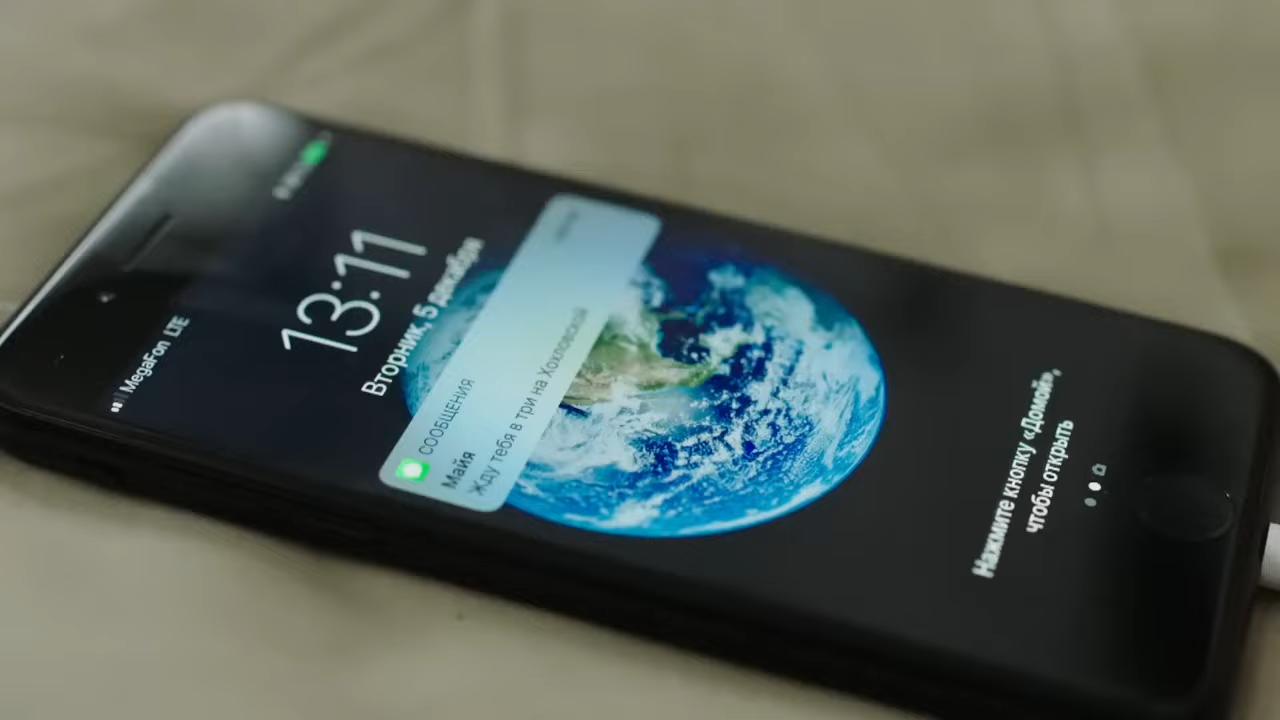 MegaFon LTE
13:11
Вторник, 5 декабря
СООБЩЕНИЯ
Майя
Жду тебя в три на Хохловской
Нажмите кнопку «Домой»,
чтобы открыть